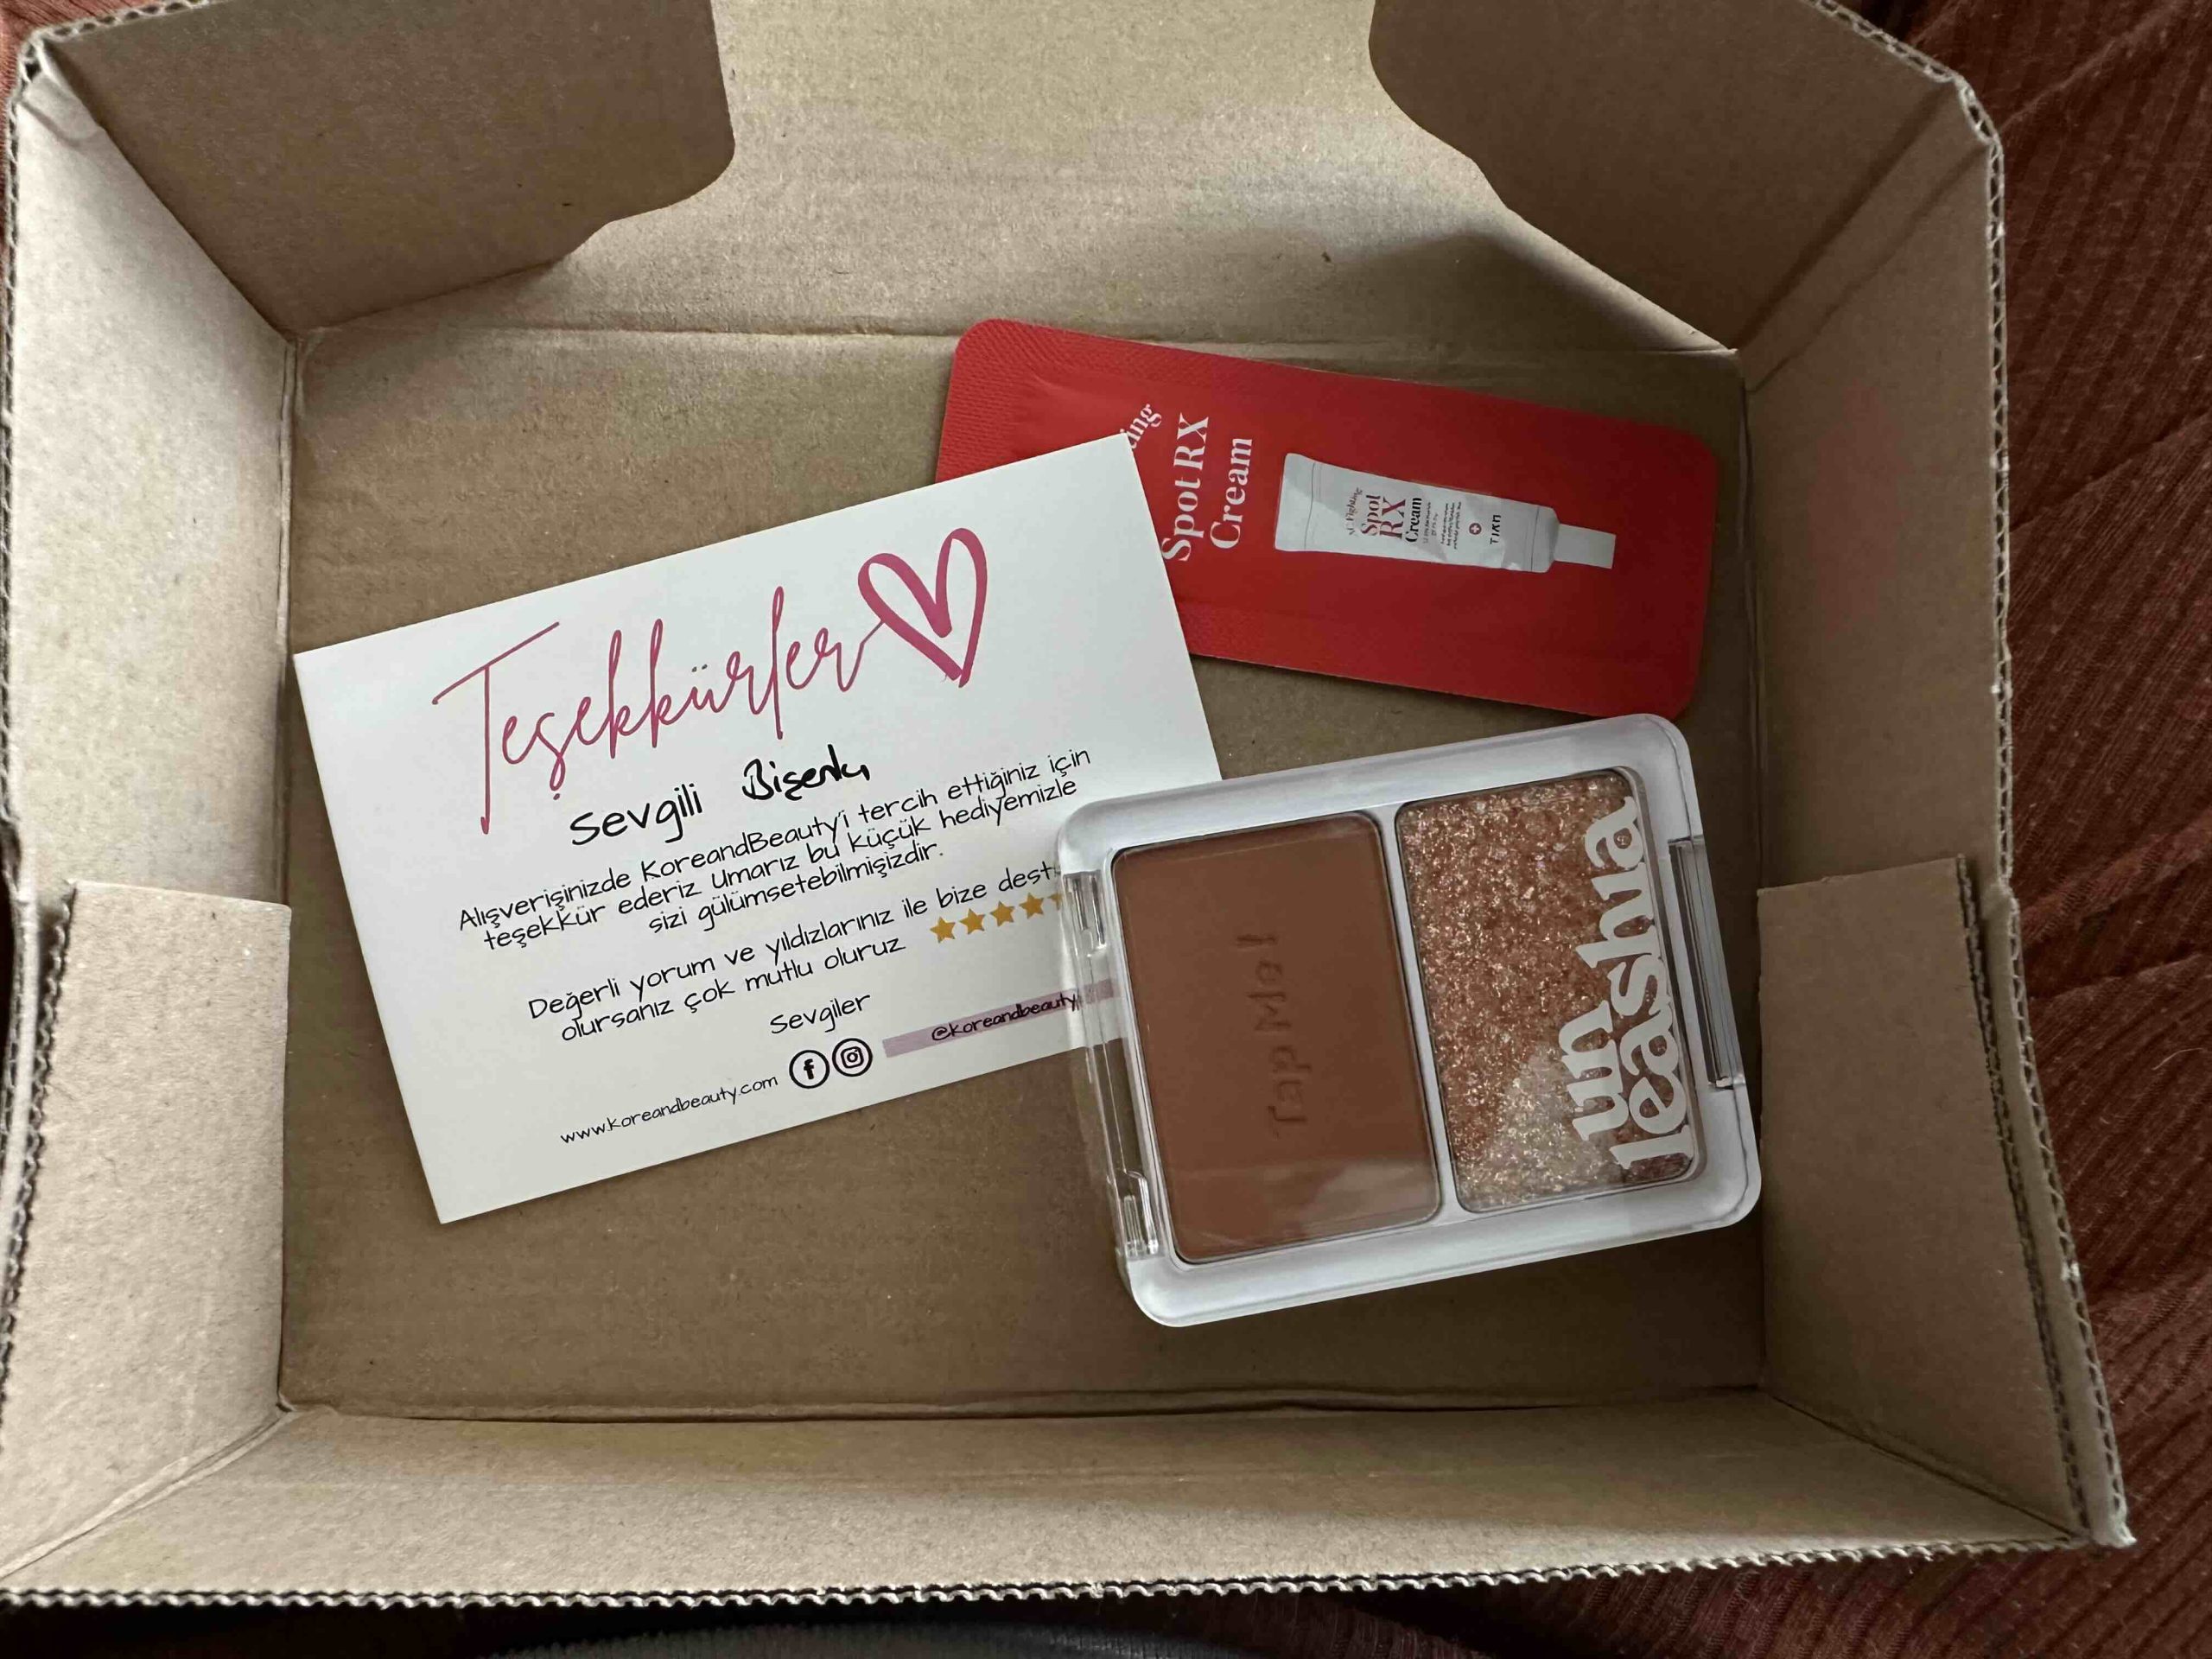 Teşekkürler
Sevgili
Alışverişinizde KoreandBeauty'i tercih ettiğiniz için
teşekkür ederiz. Umarız bu küçük hediyemizle
sizi gülümsetebilmişizdir.
Değerli yorum ve yıldızlarınız ile bize
olursanız çok mutlu oluruz
Sevgiler
www.koreandbeauty.com
@koreandbeauty
Spot RX
Cream
Spot
RX
Cream
TIAM
Tap Me!
un
leashia